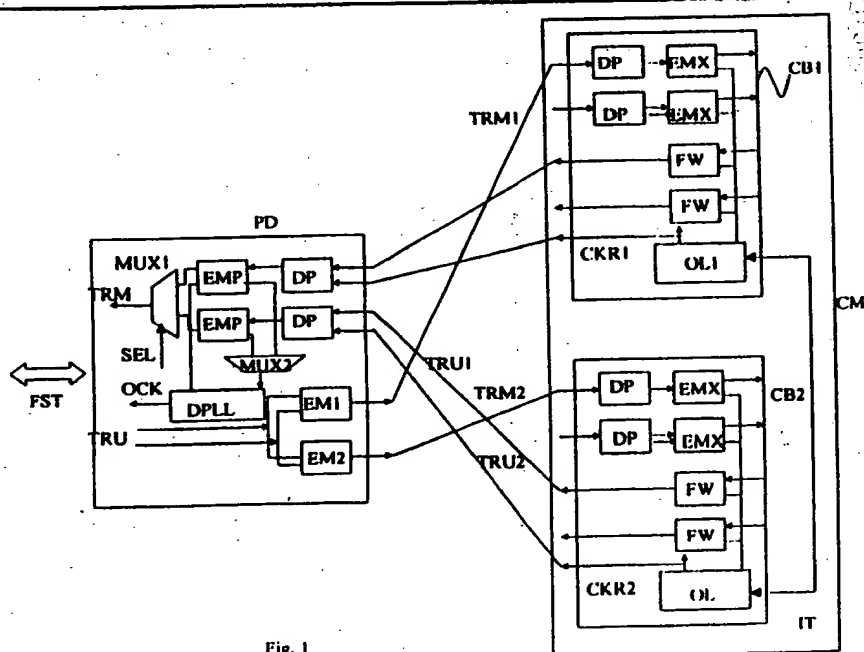 DP
EMX
CB1
TRM1
DP
EMX
FW
FW
CKR1
OL1
CM
PD
MUX1
EMP
DP
TRM
EMP
DP
SEL
MUX2
OCK
DPLL
FST
TRU
EM1
EM2
TRU1
TRM2
TRU2
DP
EMX
CB2
DP
EMX
FW
FW
CKR2
OL
IT
Fig. 1